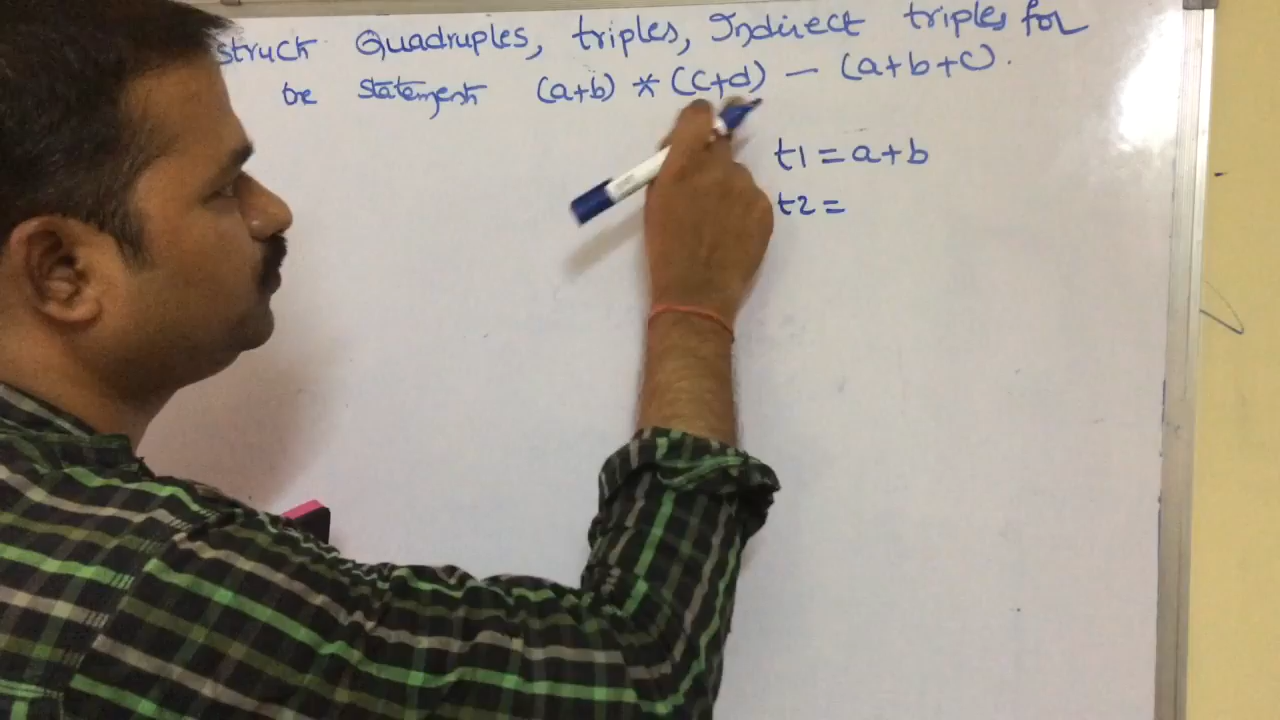 struct Quadruples, triples, Indirect triples for
the statement (a+b) * (c+d) - (a+b+c).
t1 = a+b
t2 =